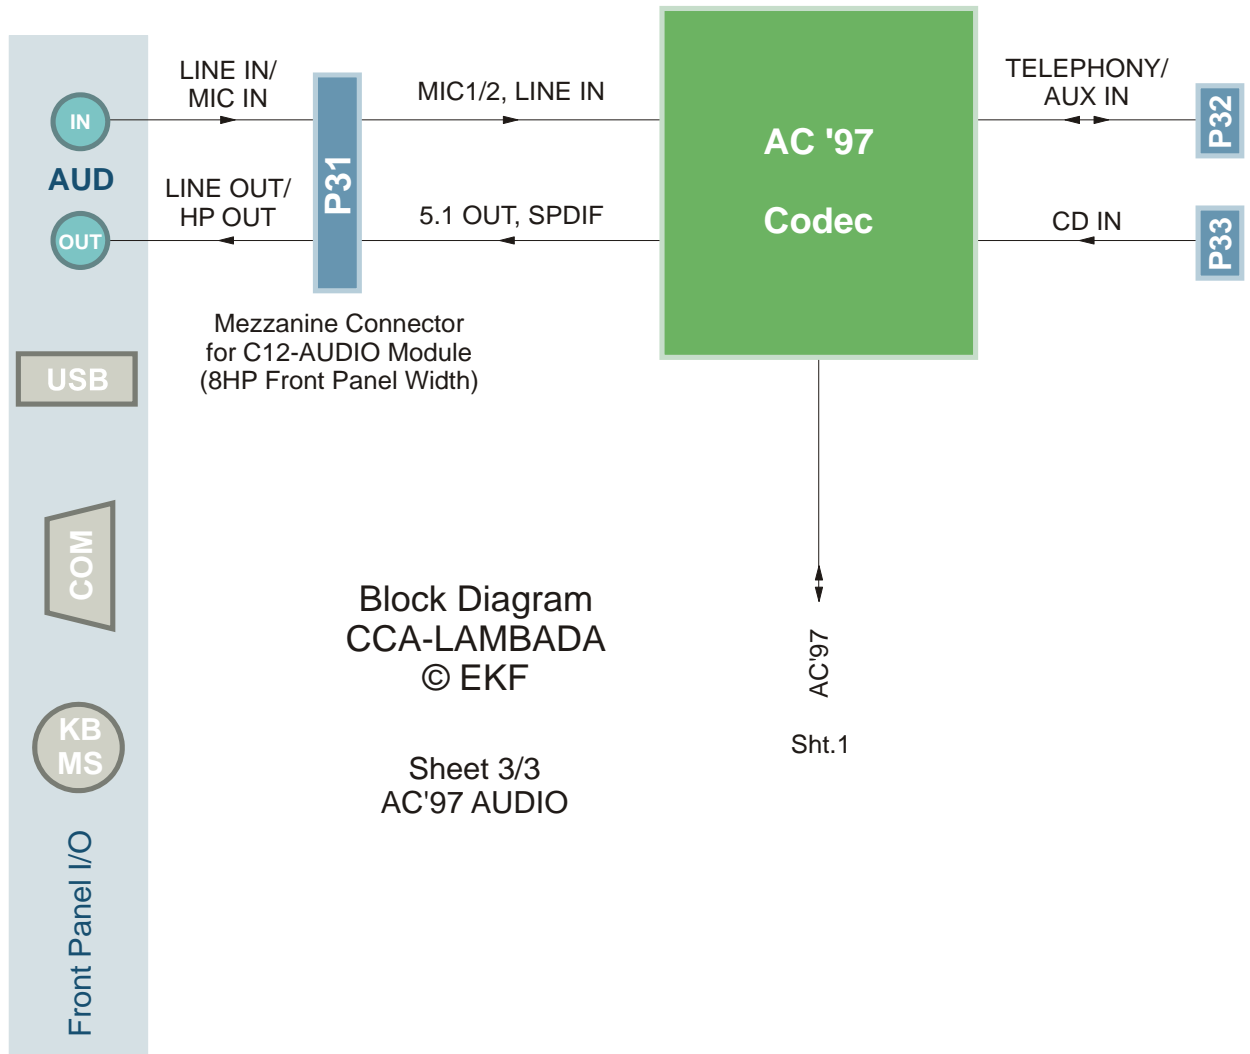 IN
AUD
OUT
USB
COM
KB
MS
Front Panel I/O
LINE IN/
MIC IN
LINE OUT/
HP OUT
P31
Mezzanine Connector
for C12-AUDIO Module
(8HP Front Panel Width)
MIC1/2, LINE IN
5.1 OUT, SPDIF
AC '97
Codec
TELEPHONY/
AUX IN
P32
CD IN
P33
AC'97
Sht.1
Block Diagram
CCA-LAMBADA
© EKF
Sheet 3/3
AC'97 AUDIO